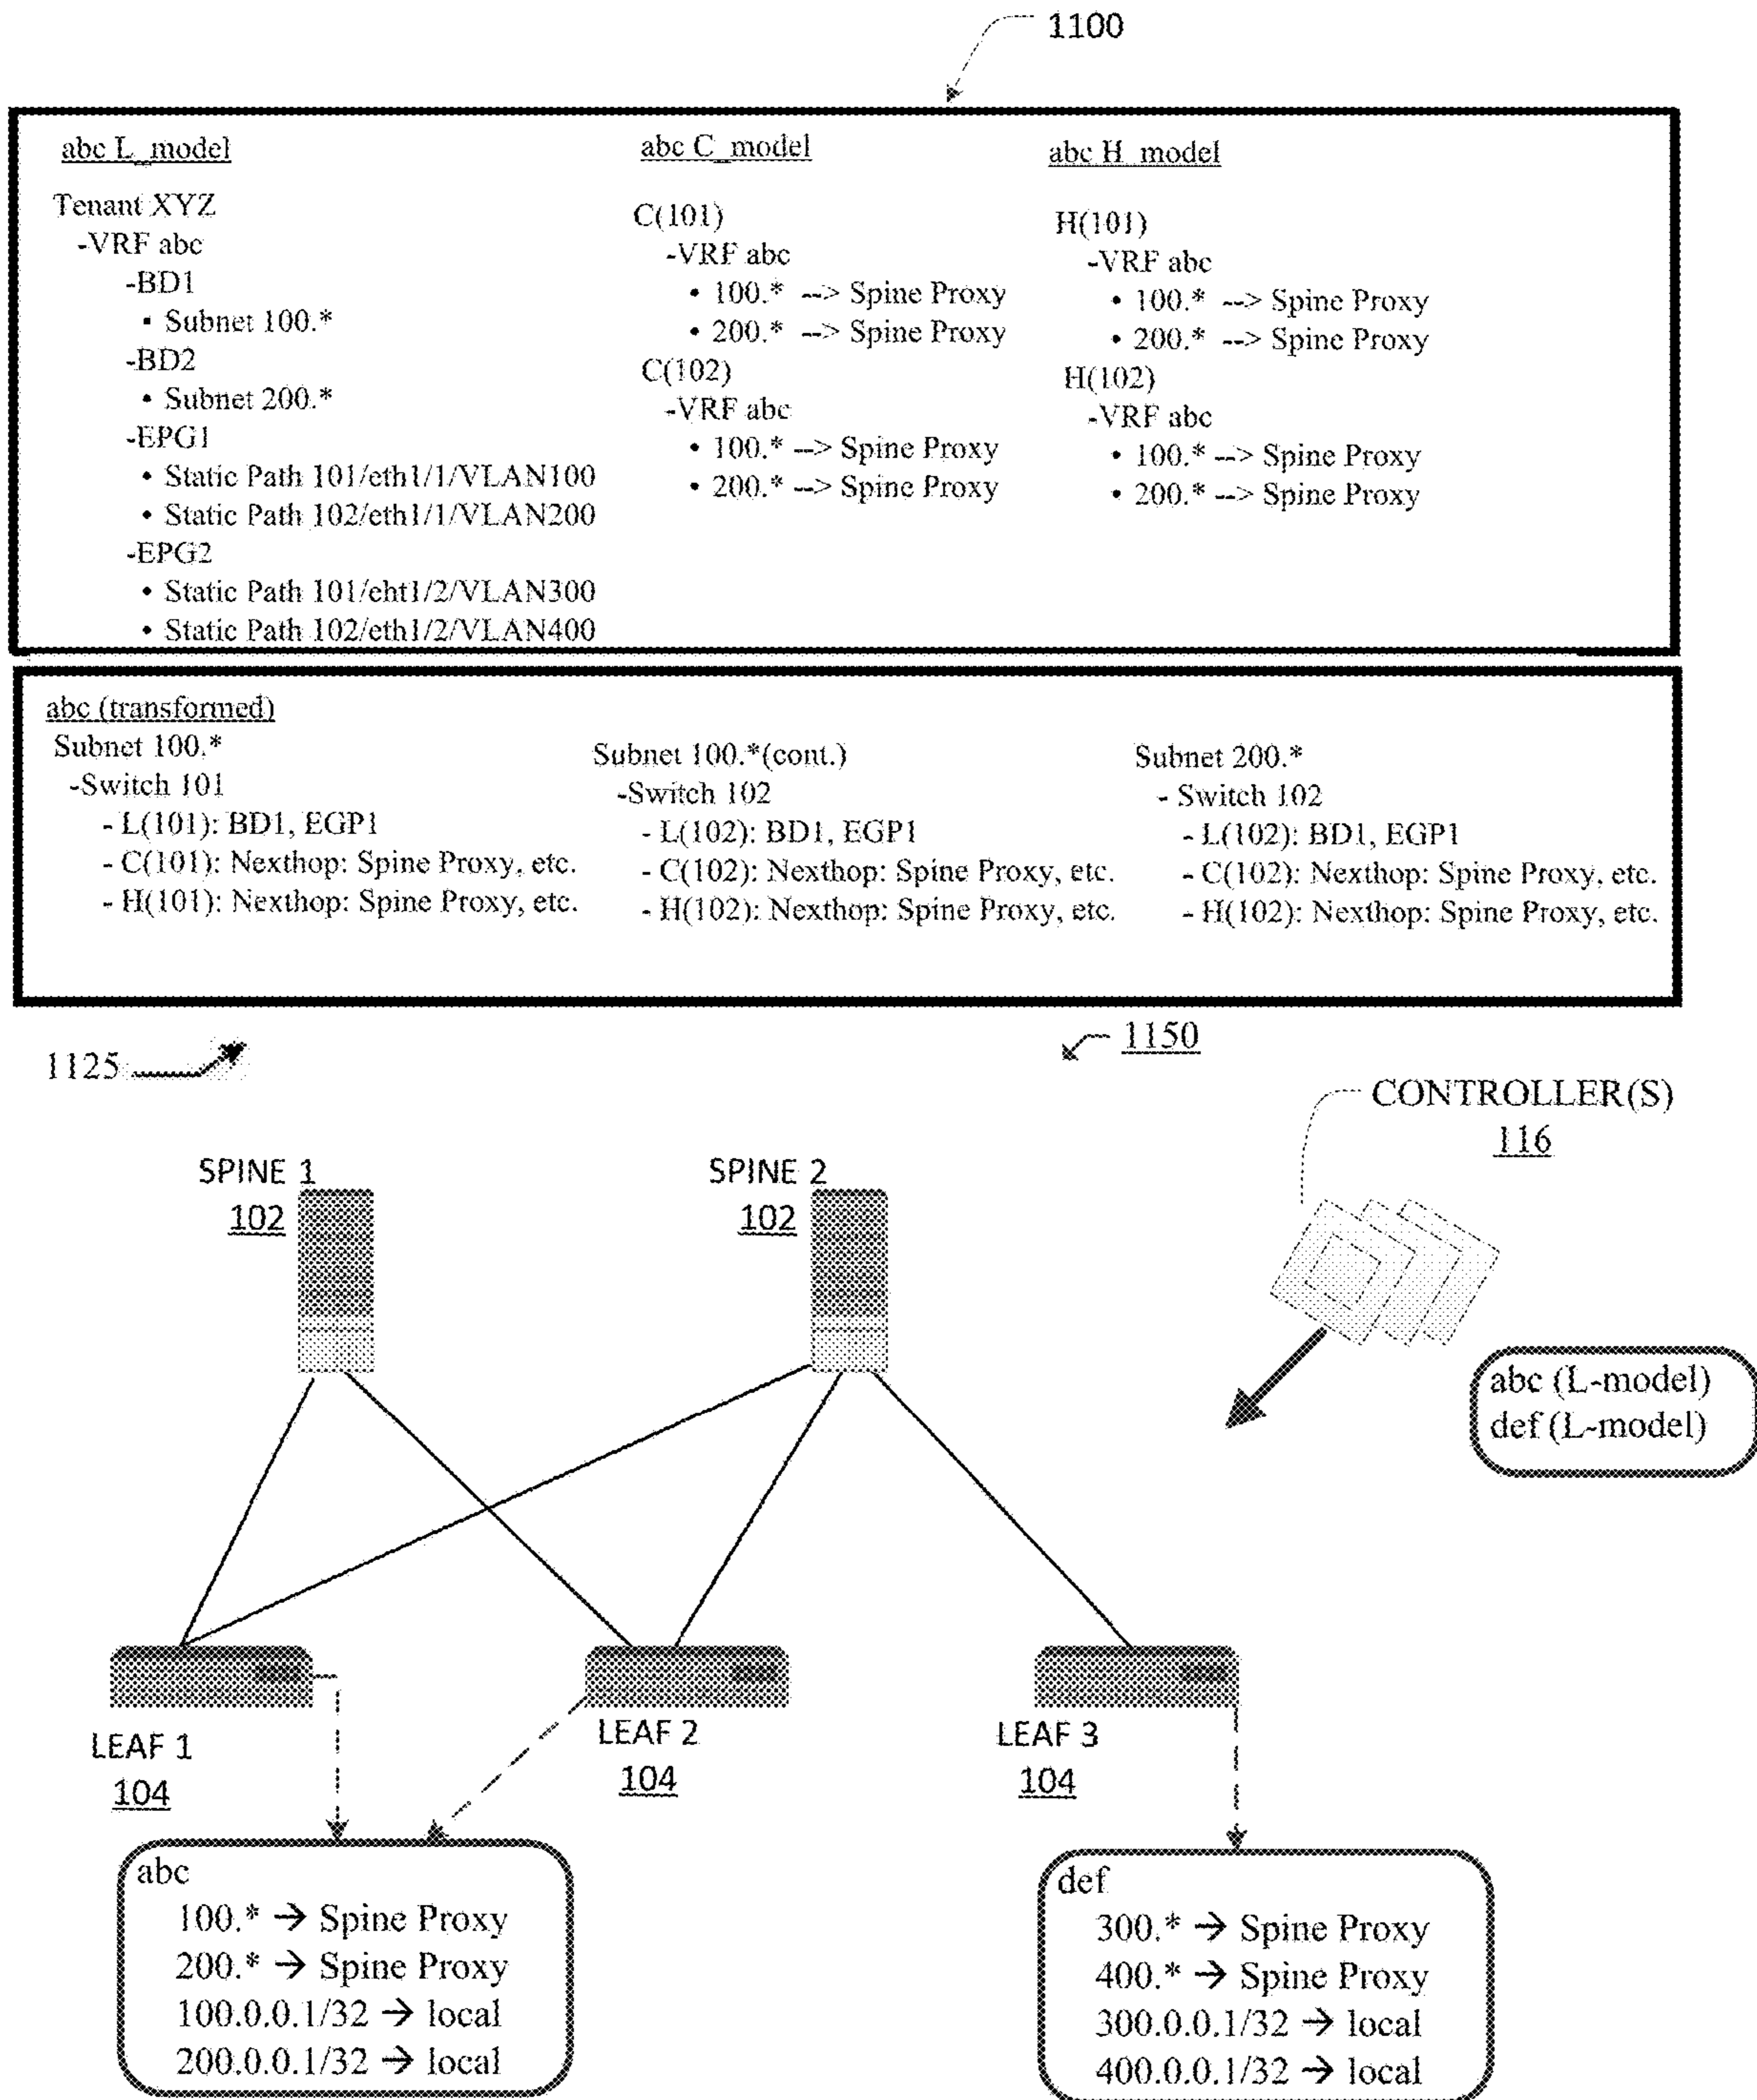 1100
abc L_model
Tenant XYZ
-VRF abc
-BD1
▪ Subnet 100.*
-BD2
• Subnet 200.*
-EPG1
• Static Path 101/eth1/1/VLAN100
• Static Path 102/eth1/1/VLAN200
-EPG2
• Static Path 101/eht1/2/VLAN300
• Static Path 102/eth1/2/VLAN400
abc C_model
C(101)
-VRF abc
• 100.* --> Spine Proxy
• 200.* --> Spine Proxy
C(102)
-VRF abc
• 100.* --> Spine Proxy
• 200.* --> Spine Proxy
abc H_model
H(101)
-VRF abc
• 100.* --> Spine Proxy
• 200.* --> Spine Proxy
H(102)
-VRF abc
• 100.* --> Spine Proxy
• 200.* --> Spine Proxy
abc (transformed)
Subnet 100.*
-Switch 101
- L(101): BD1, EGP1
- C(101): Nexthop: Spine Proxy, etc.
- H(101): Nexthop: Spine Proxy, etc.
Subnet 100.*(cont.)
-Switch 102
- L(102): BD1, EGP1
- C(102): Nexthop: Spine Proxy, etc.
- H(102): Nexthop: Spine Proxy, etc.
Subnet 200.*
- Switch 102
- L(102): BD1, EGP1
- C(102): Nexthop: Spine Proxy, etc.
- H(102): Nexthop: Spine Proxy, etc.
1125
1150
CONTROLLER(S)
116
SPINE 1
102
SPINE 2
102
abc (L-model)
def (L-model)
LEAF 1
104
LEAF 2
104
LEAF 3
104
abc
100.* → Spine Proxy
200.* → Spine Proxy
100.0.0.1/32 → local
200.0.0.1/32 → local
def
300.* → Spine Proxy
400.* → Spine Proxy
300.0.0.1/32 → local
400.0.0.1/32 → local